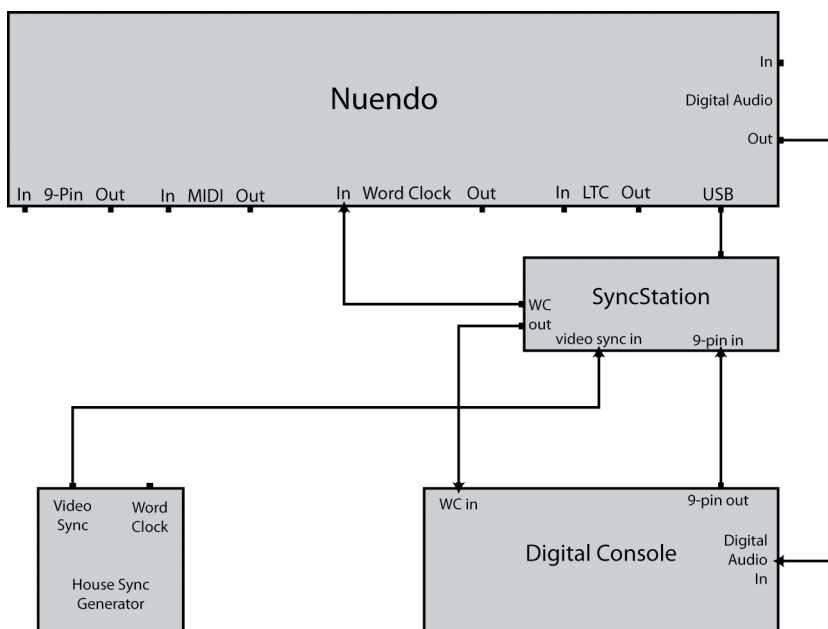 In
Nuendo
Digital Audio
Out
In 9-Pin Out In MIDI Out In Word Clock Out In LTC Out USB
SyncStation
WC
out
video sync in 9-pin in
Video
Sync
Word
Clock
House Sync
Generator
WC in 9-pin out
Digital Console
Digital
Audio
In